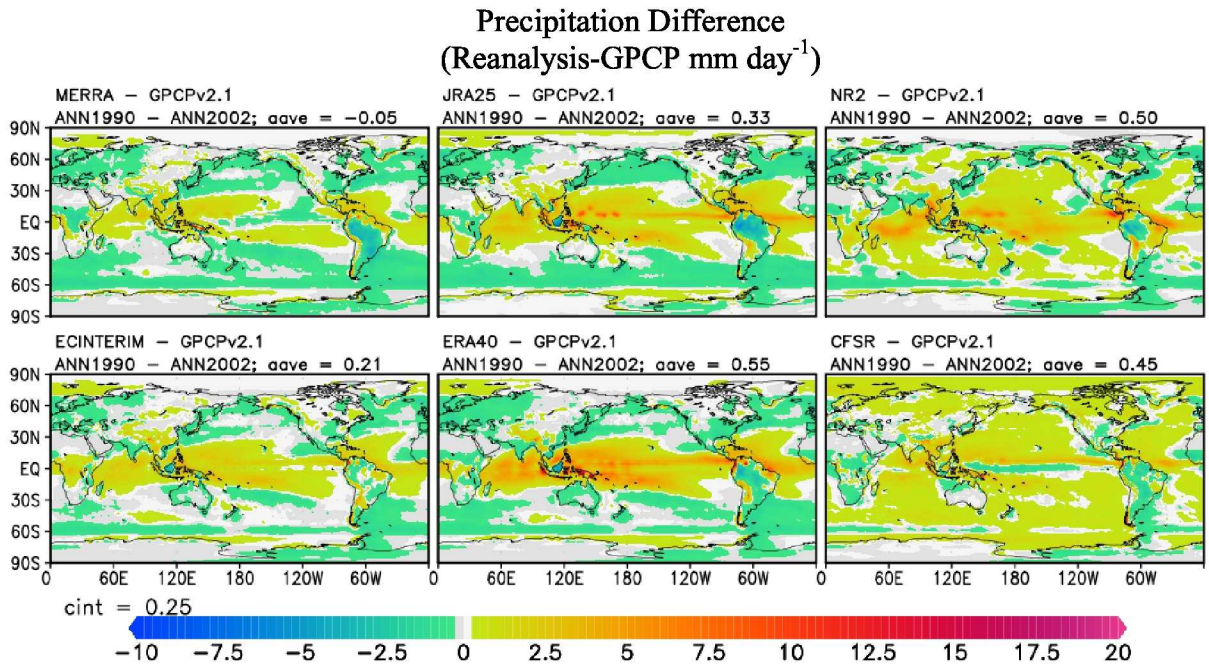 Precipitation Difference
(Reanalysis-GPCP mm day-1)
MERRA - GPCPv2.1
ANN1990 - ANN2002; aave = -0.05
JRA25 - GPCPv2.1
ANN1990 - ANN2002; aave = 0.33
NR2 - GPCPv2.1
ANN1990 - ANN2002; aave = 0.50
90N
60N
30N
EQ
30S
60S
90S
ECINTERIM - GPCPv2.1
ANN1990 - ANN2002; aave = 0.21
ERA40 - GPCPv2.1
ANN1990 - ANN2002; aave = 0.55
CFSR - GPCPv2.1
ANN1990 - ANN2002; aave = 0.45
90N
60N
30N
EQ
30S
60S
90S
0 60E 120E 180 120W 60W
0 60E 120E 180 120W 60W
0 60E 120E 180 120W 60W
cint = 0.25
-10 -7.5 -5 -2.5 0 2.5 5 7.5 10 12.5 15 17.5 20